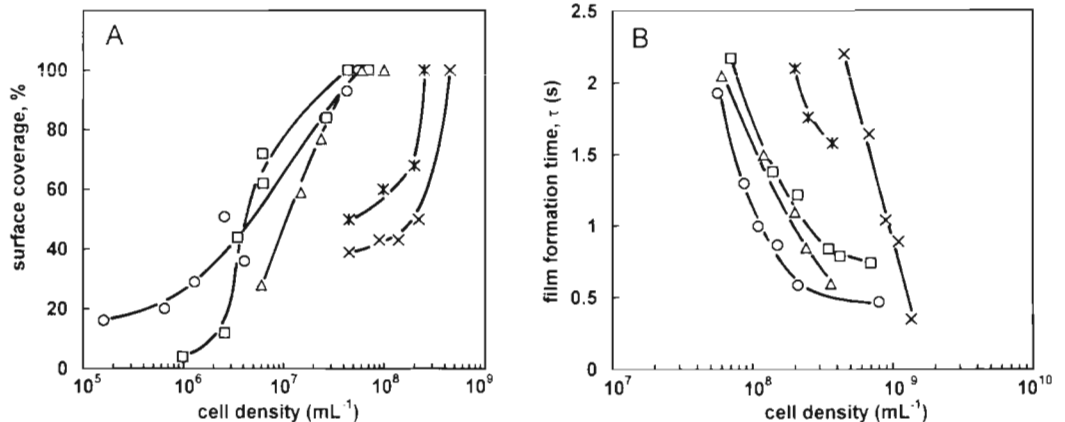 A
surface coverage, %
100
80
60
40
20
0
10⁵ 10⁶ 10⁷ 10⁸ 10⁹
cell density (mL⁻¹)
B
film formation time, τ (s)
2.5
2
1.5
1
0.5
0
10⁷ 10⁸ 10⁹ 10¹⁰
cell density (mL⁻¹)